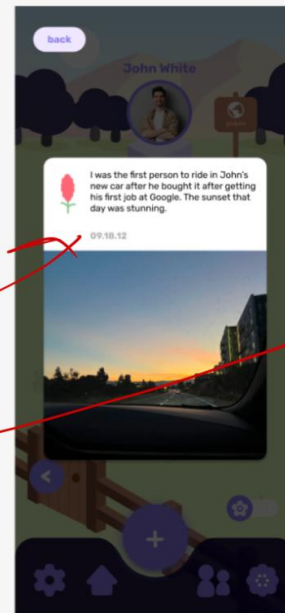 back
John White
I was the first person to ride in John's
new car after he bought it after getting
his first job at Google. The sunset that
day was stunning.
09.18.12